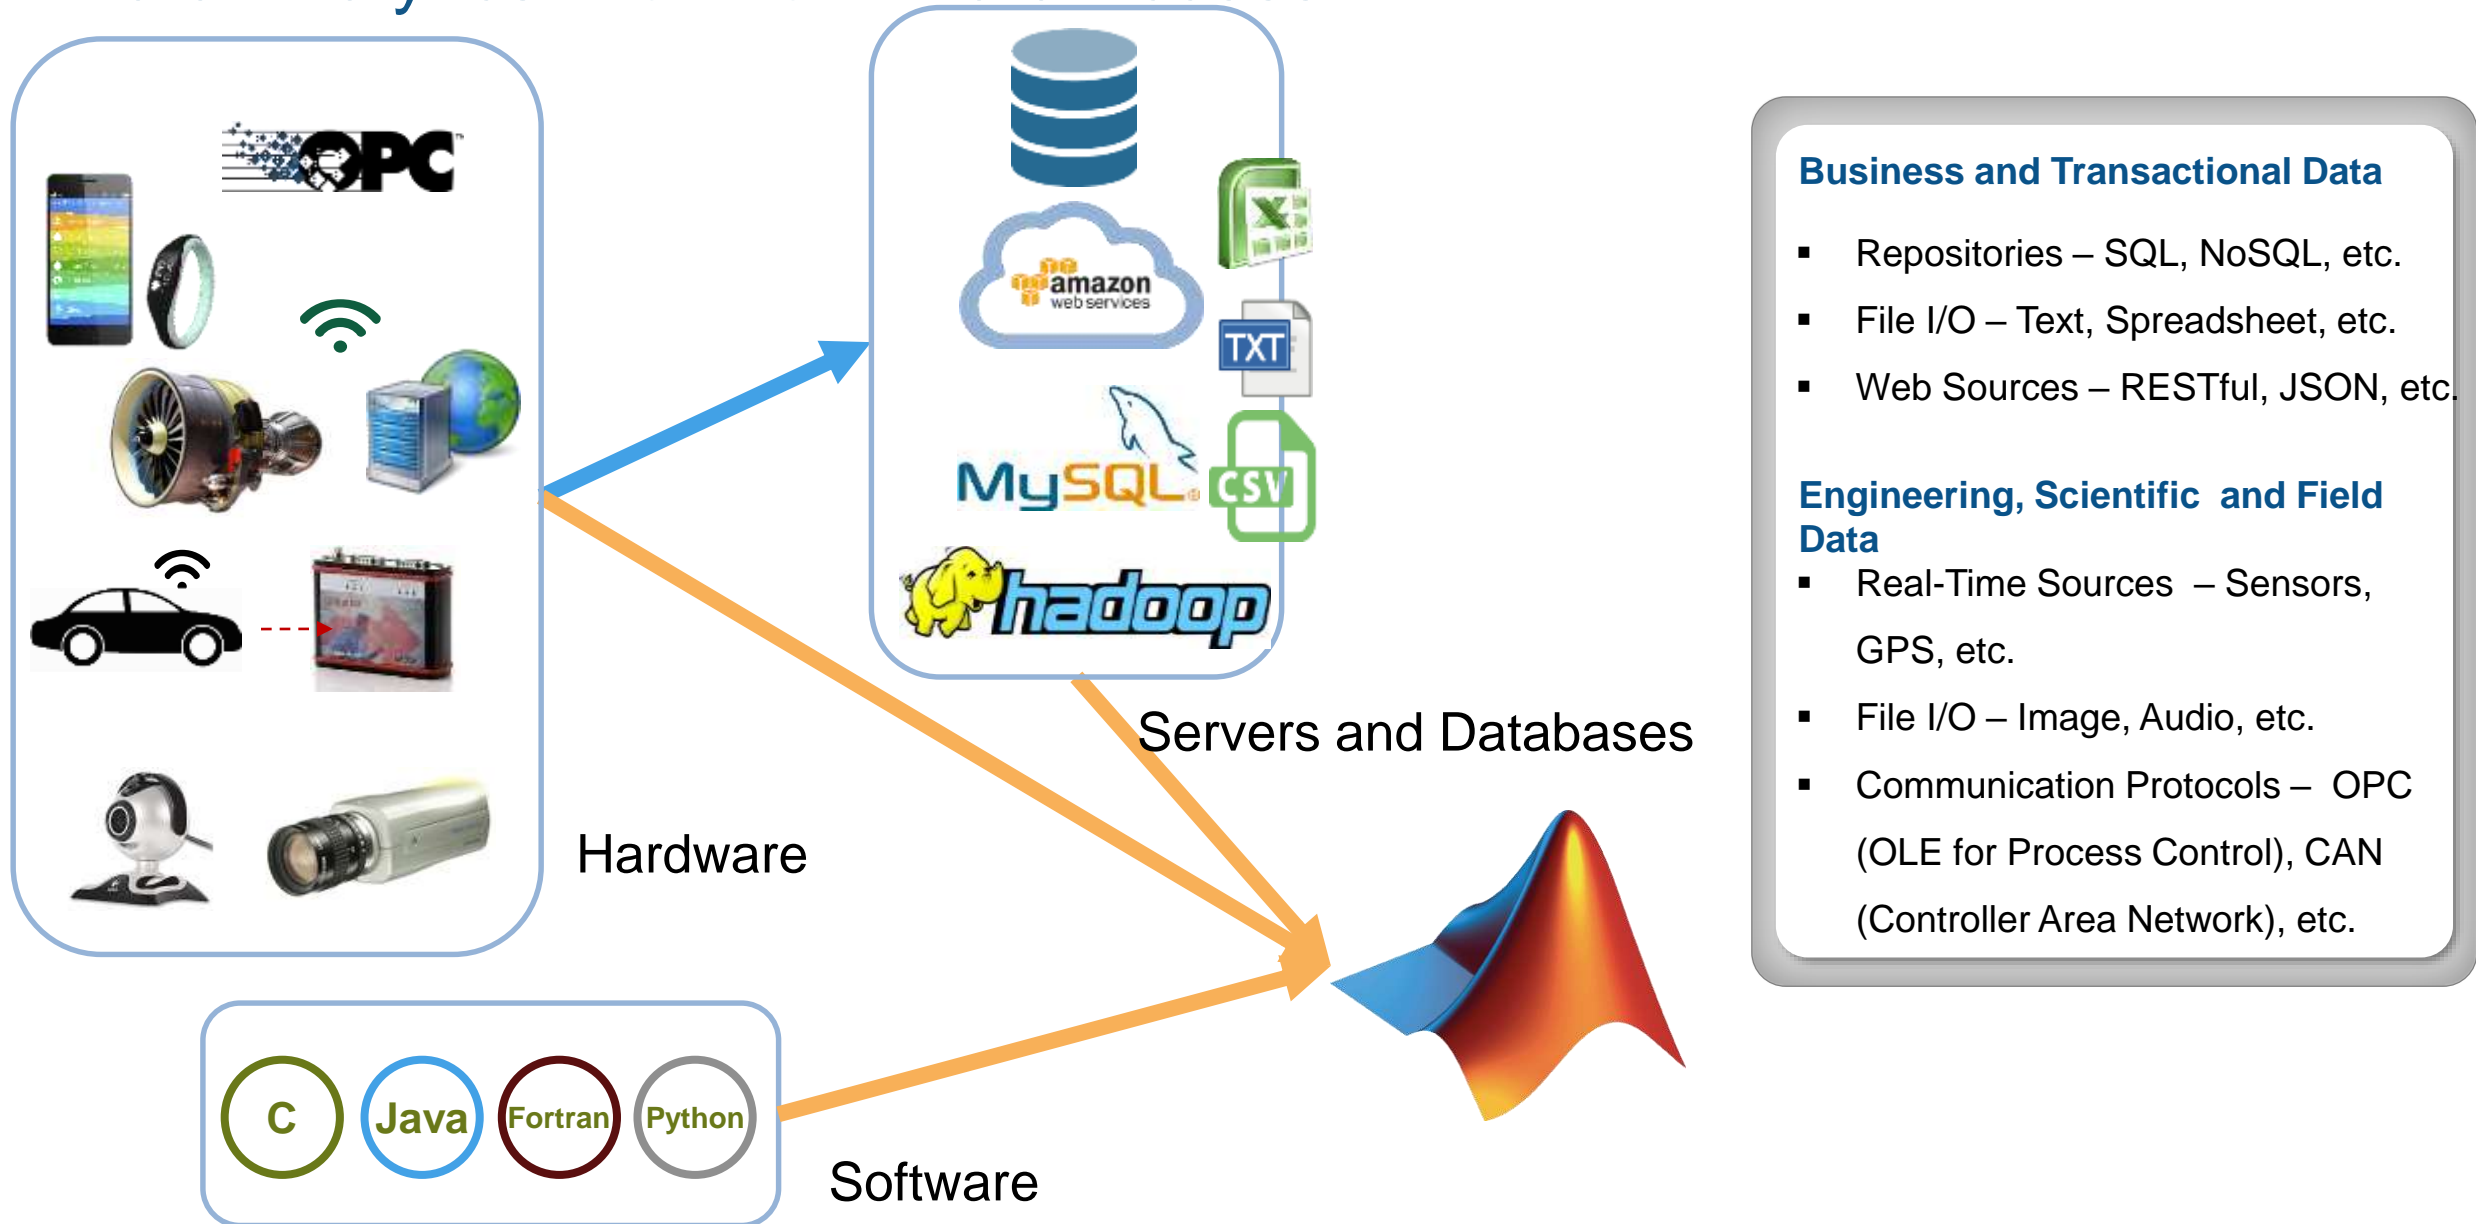 OPC
amazon
web services
TXT
MySQL
CSV
hadoop
Servers and Databases
Hardware
C
Java
Fortran
Python
Software
Business and Transactional Data
▪ Repositories – SQL, NoSQL, etc.
▪ File I/O – Text, Spreadsheet, etc.
▪ Web Sources – RESTful, JSON, etc.
Engineering, Scientific and Field
Data
▪ Real-Time Sources – Sensors,
GPS, etc.
▪ File I/O – Image, Audio, etc.
▪ Communication Protocols – OPC
(OLE for Process Control), CAN
(Controller Area Network), etc.